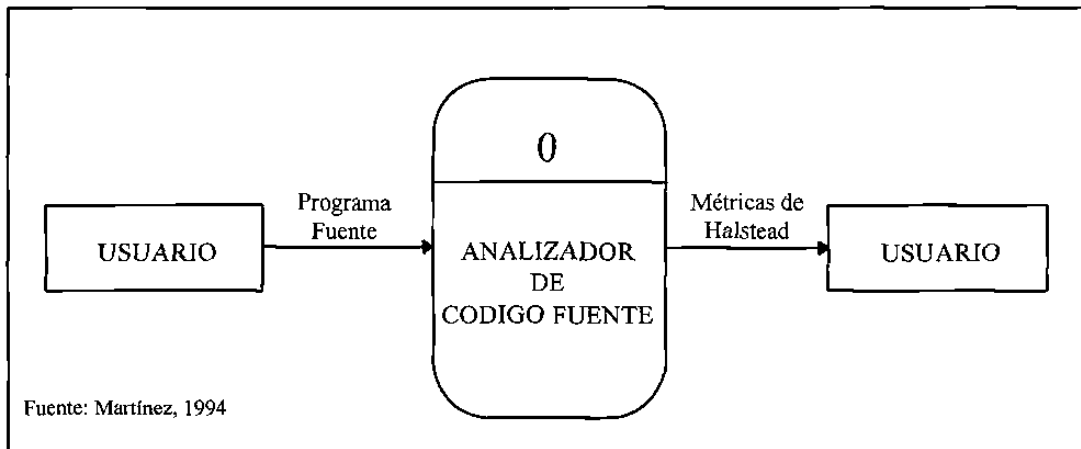 0
Programa
Fuente
Métricas de
Halstead
USUARIO
ANALIZADOR
DE
CODIGO FUENTE
USUARIO
Fuente: Martínez, 1994